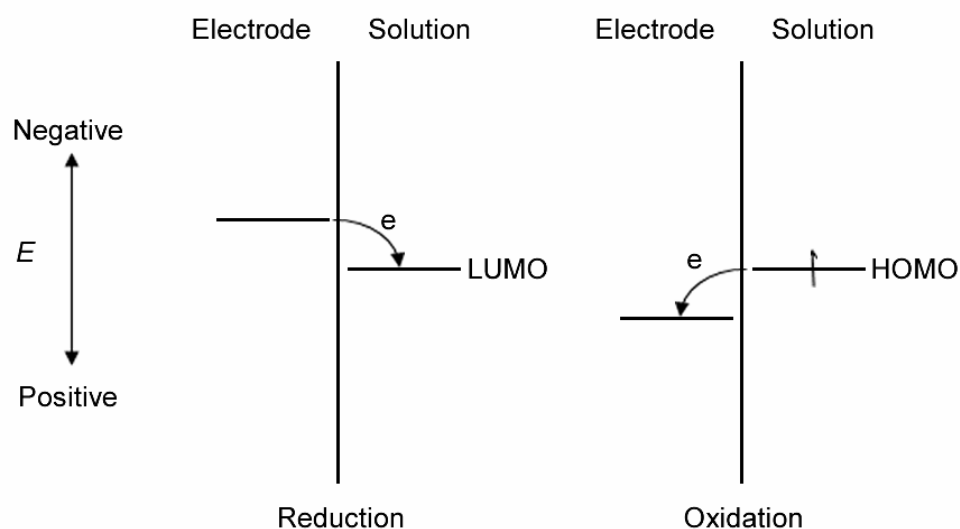 Electrode Solution Electrode Solution
Negative
e
E
LUMO
e
HOMO
Positive
Reduction Oxidation